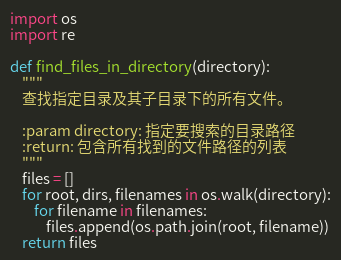 import os
import re

def find_files_in_directory(directory):
    """
    查找指定目录及其子目录下的所有文件。

    :param directory: 指定要搜索的目录路径
    :return: 包含所有找到的文件路径的列表
    """
    files = []
    for root, dirs, filenames in os.walk(directory):
        for filename in filenames:
            files.append(os.path.join(root, filename))
    return files